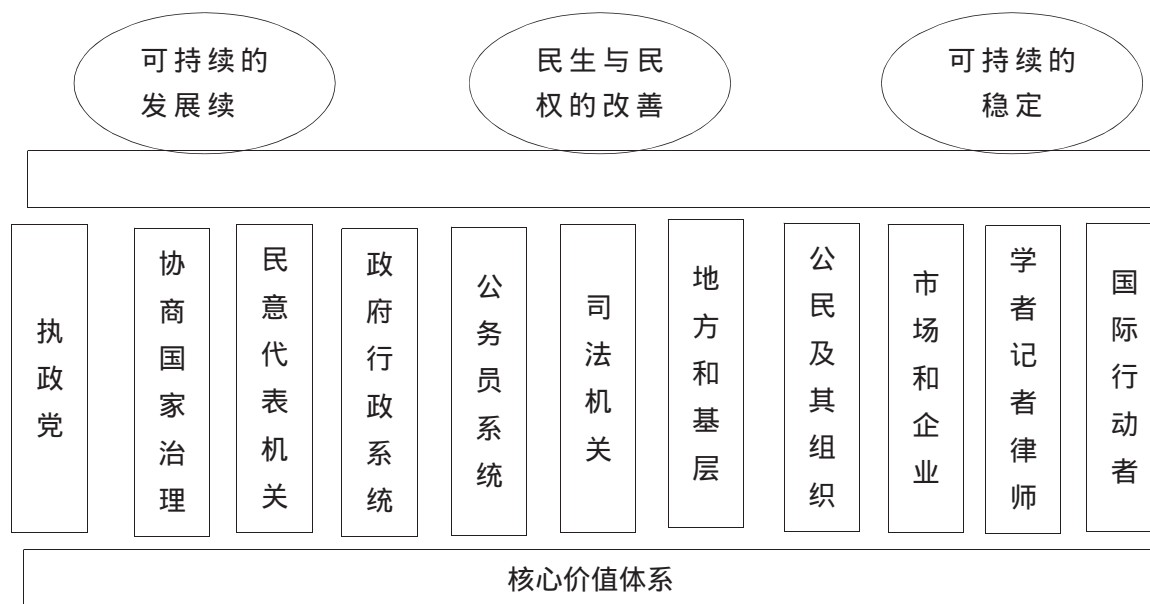 可持续的
发展续
民生与民
权的改善
可持续的
稳定
执政党
协商国家治理
民意代表机关
政府行政系统
公务员系统
司法机关
地方和基层
公民及其组织
市场和企业
学者记者律师
国际行动者
核心价值体系